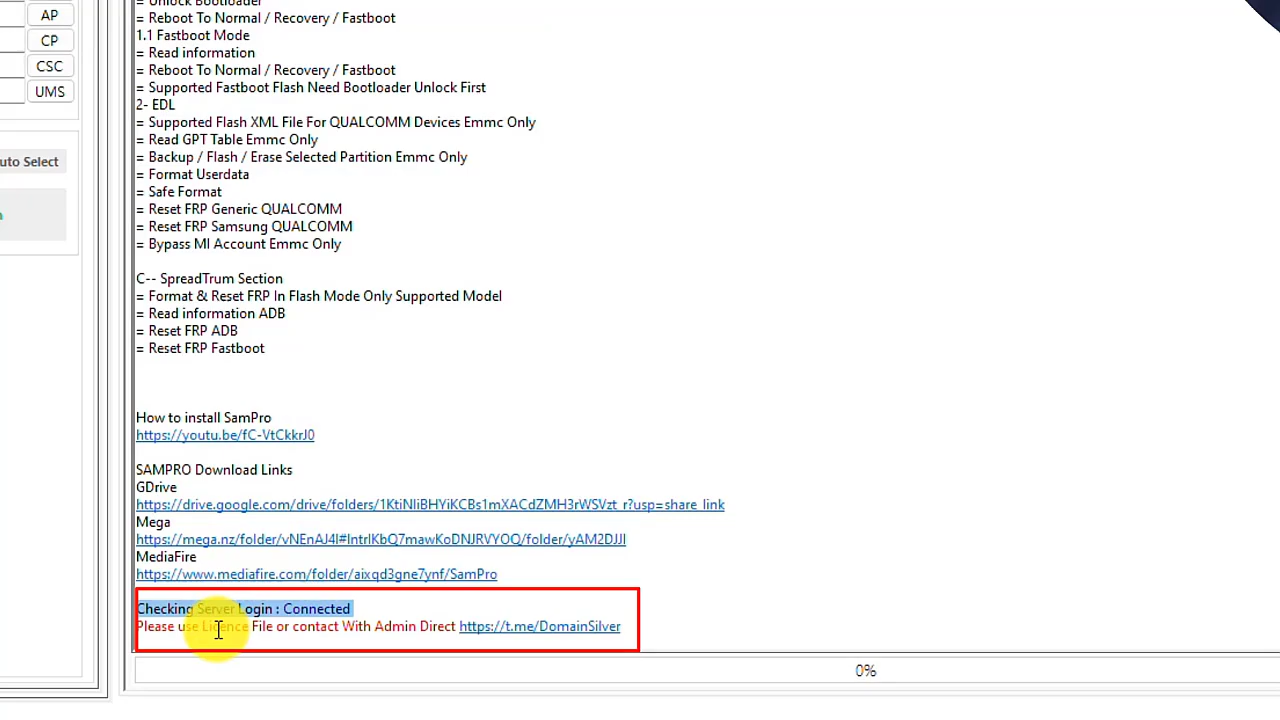 AP
CP
CSC
UMS
uto Select
= Unlock Bootloader
= Reboot To Normal / Recovery / Fastboot
1.1 Fastboot Mode
= Read information
= Reboot To Normal / Recovery / Fastboot
= Supported Fastboot Flash Need Bootloader Unlock First
2- EDL
= Supported Flash XML File For QUALCOMM Devices Emmc Only
= Read GPT Table Emmc Only
= Backup / Flash / Erase Selected Partition Emmc Only
= Format Userdata
= Safe Format
= Reset FRP Generic QUALCOMM
= Reset FRP Samsung QUALCOMM
= Bypass MI Account Emmc Only
C-- SpreadTrum Section
= Format & Reset FRP In Flash Mode Only Supported Model
= Read information ADB
= Reset FRP ADB
= Reset FRP Fastboot
How to install SamPro
https://youtu.be/fC-VtCkkrJ0
SAMPRO Download Links
GDrive
https://drive.google.com/drive/folders/1KtiNliBHYiKCBs1mXACdZMH3rWSVzt_r?usp=share_link
Mega
https://mega.nz/folder/vNEnAJ4I#IntrlKbQ7mawKoDNJRVYOQ/folder/yAM2DJJI
MediaFire
https://www.mediafire.com/folder/aixqd3gne7ynf/SamPro
Checking Server Login : Connected
Please use Licence File or contact With Admin Direct https://t.me/DomainSilver
0%